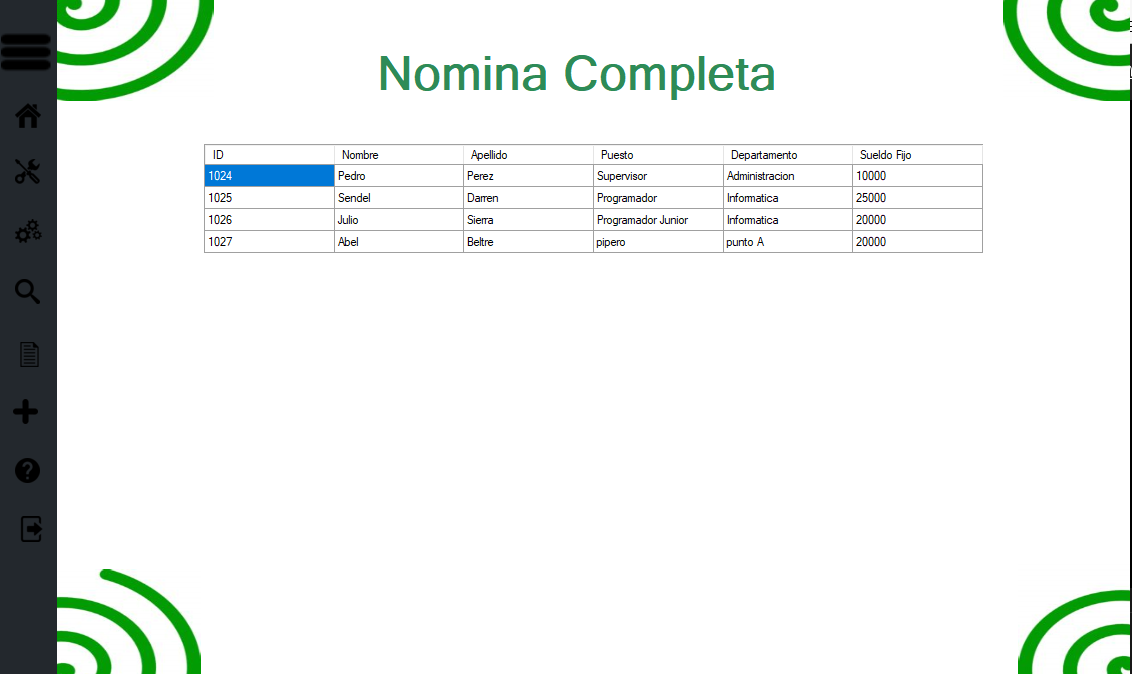 Nomina Completa
ID Nombre Apellido Puesto Departamento Sueldo Fijo
1024 Pedro Perez Supervisor Administracion 10000
1025 Sendel Darren Programador Informatica 25000
1026 Julio Sierra Programador Junior Informatica 20000
1027 Abel Beltre pipero punto A 20000